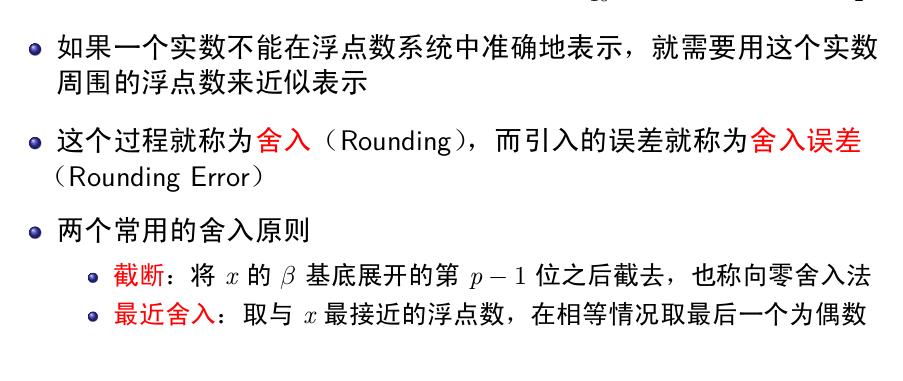 如果一个实数不能在浮点数系统中准确地表示，就需要用这个实数
周围的浮点数来近似表示
这个过程就称为舍入（Rounding），而引入的误差就称为舍入误差
（Rounding Error）
两个常用的舍入原则
截断：将 x 的 β 基底展开的第 p − 1 位之后截去，也称向零舍入法
最近舍入：取与 x 最接近的浮点数，在相等情况取最后一个为偶数